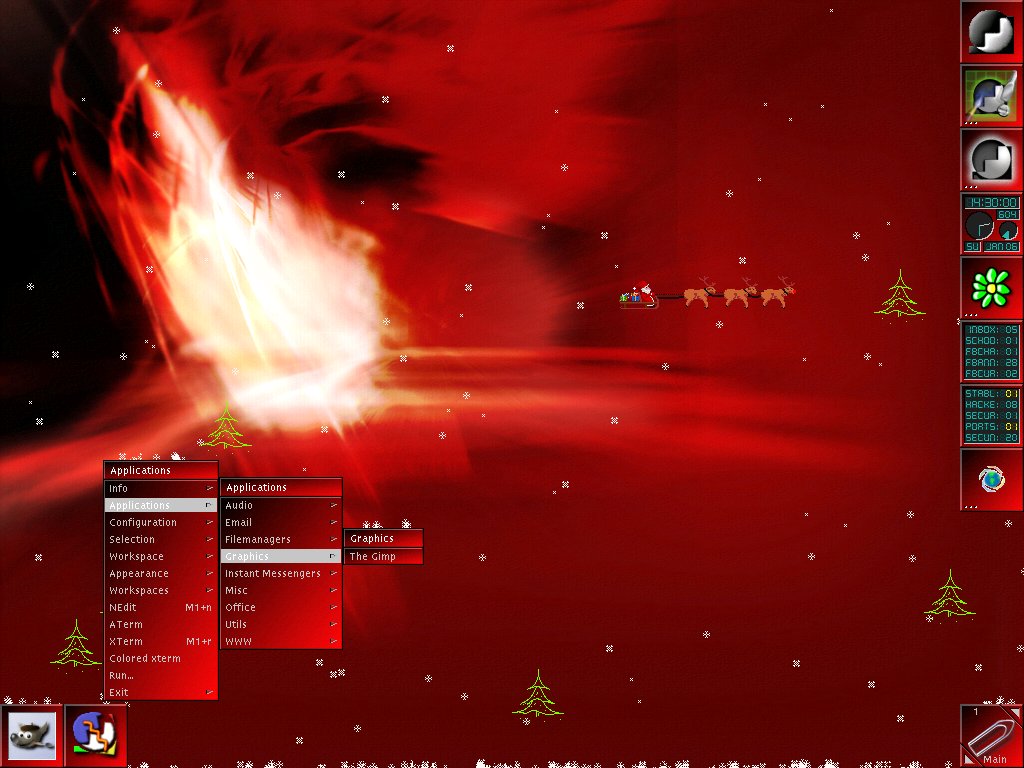 14:30:00
604
SU JAN 06
INBOX: 05
SCHOO: 01
FBCHA: 01
FBANN: 28
FBCUR: 02
STABL: 01
HACKE: 08
SECUR: 01
PORTS: 01
SECUN: 20
Applications
Info
Applications
Configuration
Selection
Workspace
Appearance
Workspaces
NEdit M1+n
ATerm
XTerm M1+r
Colored xterm
Run...
Exit
Applications
Audio
Email
Filemanagers
Graphics
Instant Messengers
Misc
Office
Utils
WWW
Graphics
The Gimp
1
Main